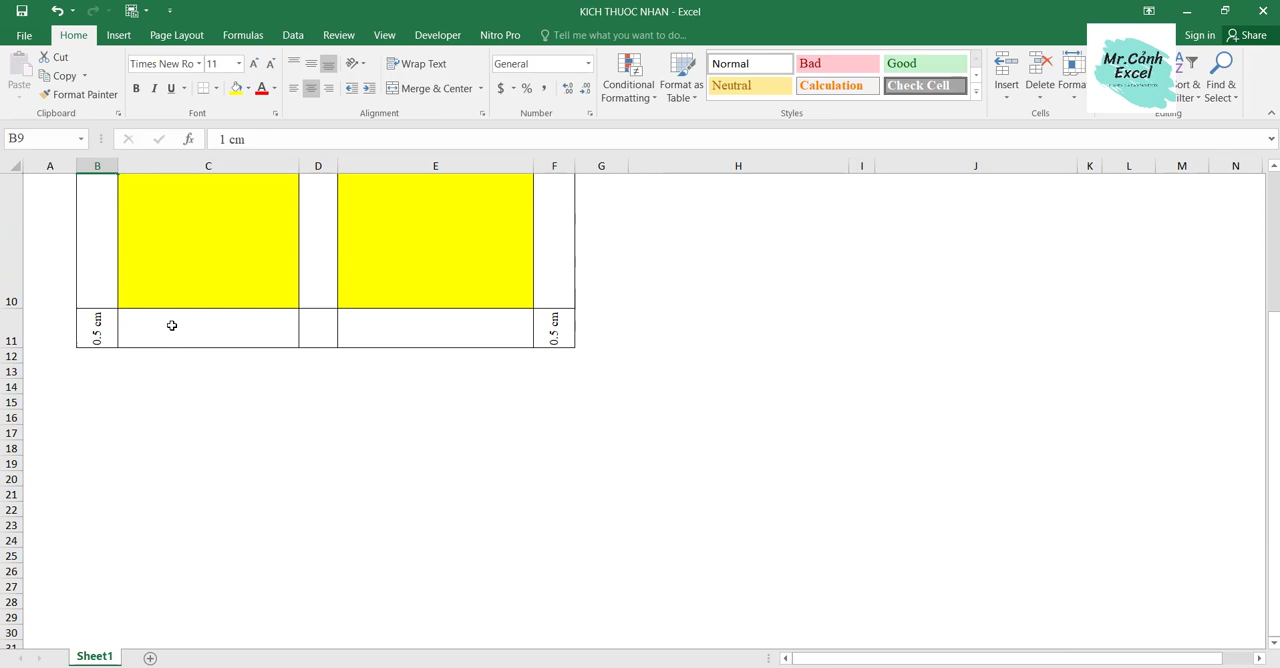 KICH THUOC NHAN - Excel
File Home Insert Page Layout Formulas Data Review View Developer Nitro Pro Tell me what you want to do... Sign in Share
Paste Cut Copy Format Painter Clipboard
Times New Ro 11 B I U A Font
Wrap Text Merge & Center Alignment
General $ % , Number
Conditional Formatting Format as Table
Normal Bad Good
Neutral Calculation Check Cell
Styles
Insert Delete Forma Cells
Mr.Cảnh
Excel
Sort & Filter Find & Select Editing
B9 fx 1 cm
A B C D E F G H I J K L M N
10
11 0.5 cm 0.5 cm
12
13
14
15
16
17
18
19
20
21
22
23
24
25
26
27
28
29
30
31
Sheet1